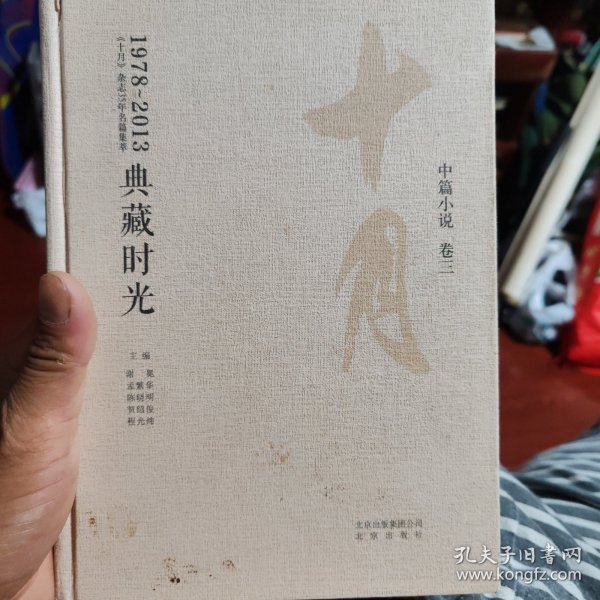 十月
中篇小说 卷三
1978~2013 典藏时光
《十月》杂志35年名篇集萃
主编
谢冕
孟繁华
陈晓明
贺绍俊
程光炜
北京出版集团公司
北京出版社
孔夫子旧书网
www.kongfz.com